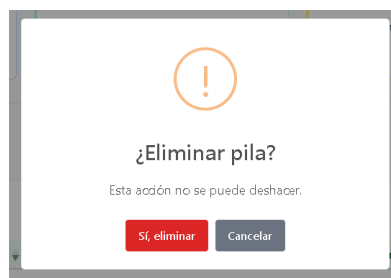 ¿Eliminar pila?
Esta acción no se puede deshacer.
Sí, eliminar
Cancelar